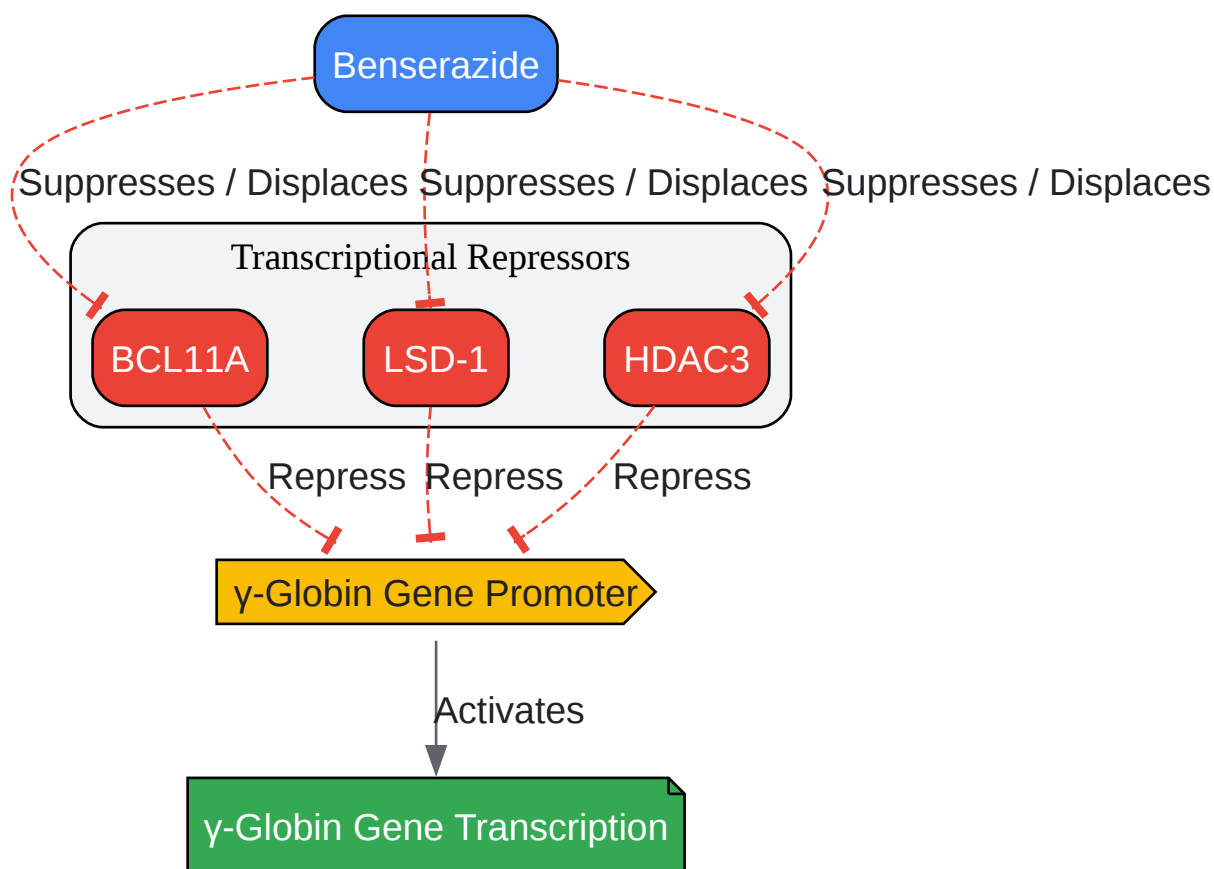 Benserazide
Suppresses / Displaces Suppresses / Displaces Suppresses / Displaces
Transcriptional Repressors
BCL11A LSD-1 HDAC3
Repress Repress Repress
γ-Globin Gene Promoter
Activates
γ-Globin Gene Transcription